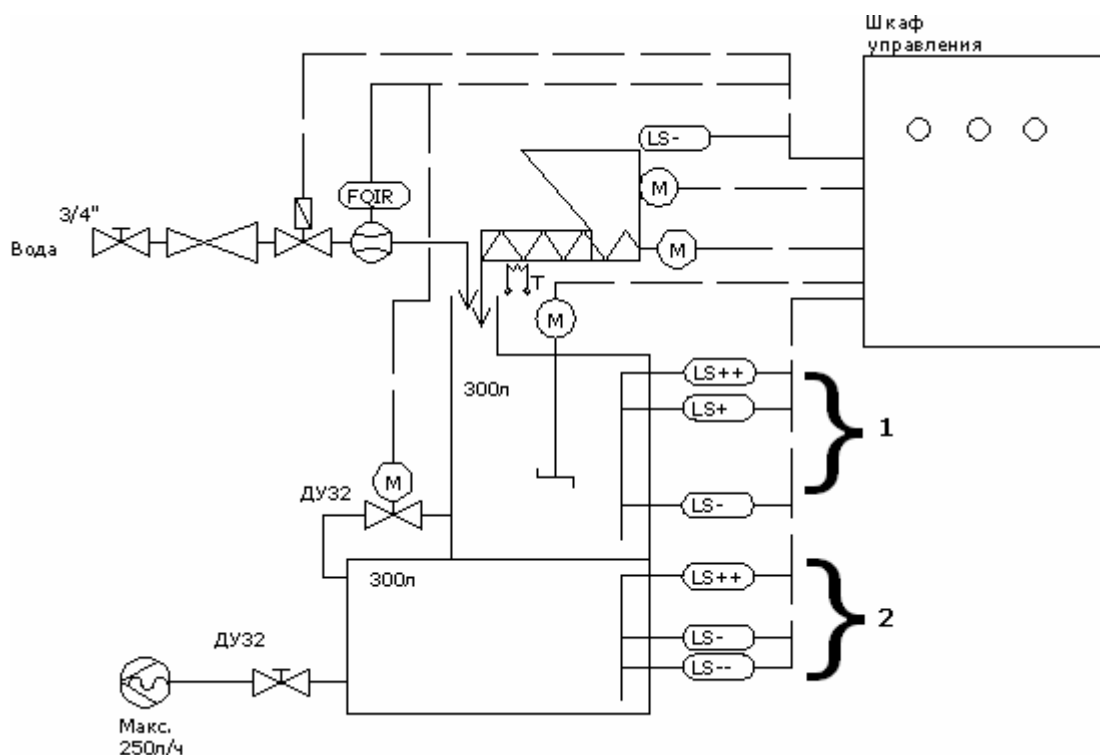 Шкаф
управления
LS-
M
FQIR
3/4"
Вода
M
T
M
LS++
300л
LS+
1
M
ДУ32
LS-
300л
LS++
2
ДУ32
LS-
LS--
Макс.
250л/ч